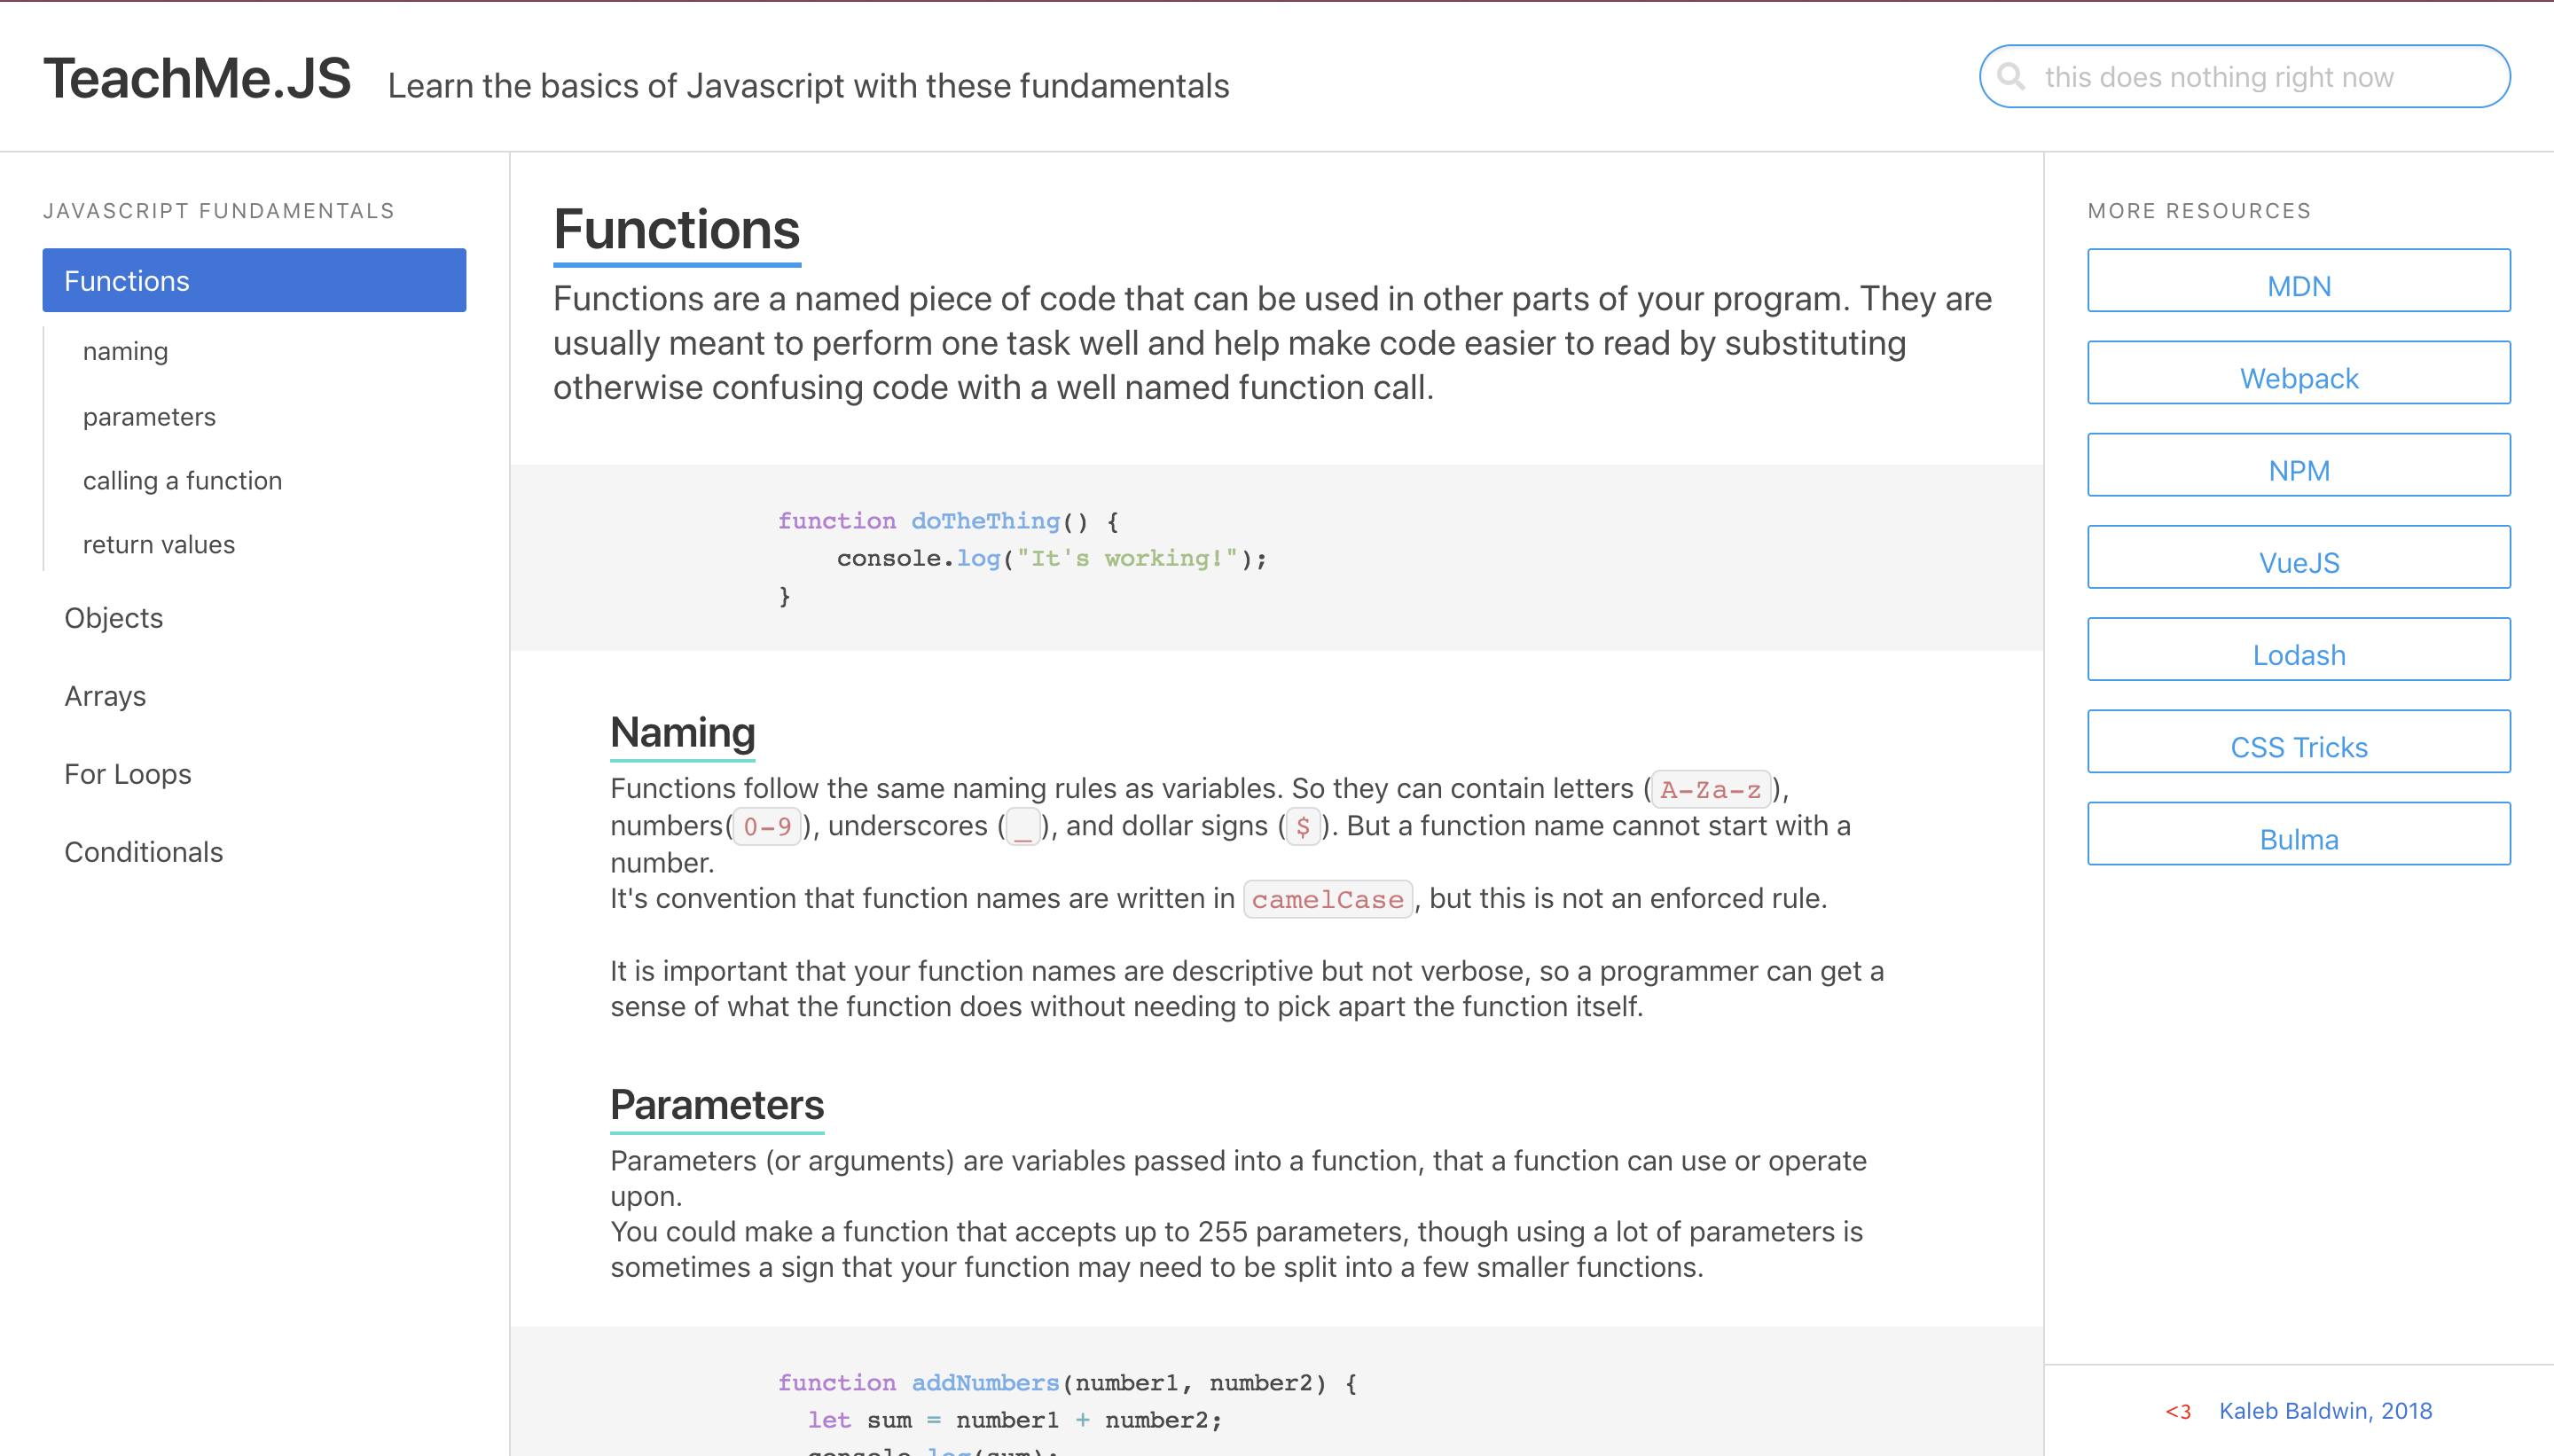 TeachMe.JS Learn the basics of Javascript with these fundamentals
this does nothing right now
JAVASCRIPT FUNDAMENTALS
Functions
naming
parameters
calling a function
return values
Objects
Arrays
For Loops
Conditionals
Functions
Functions are a named piece of code that can be used in other parts of your program. They are
usually meant to perform one task well and help make code easier to read by substituting
otherwise confusing code with a well named function call.
function doTheThing() {
    console.log("It's working!");
}
Naming
Functions follow the same naming rules as variables. So they can contain letters (A-Za-z),
numbers(0-9), underscores (_), and dollar signs ($). But a function name cannot start with a
number.
It's convention that function names are written in camelCase, but this is not an enforced rule.
It is important that your function names are descriptive but not verbose, so a programmer can get a
sense of what the function does without needing to pick apart the function itself.
Parameters
Parameters (or arguments) are variables passed into a function, that a function can use or operate
upon.
You could make a function that accepts up to 255 parameters, though using a lot of parameters is
sometimes a sign that your function may need to be split into a few smaller functions.
function addNumbers(number1, number2) {
  let sum = number1 + number2;
  console.log(sum);
MORE RESOURCES
MDN
Webpack
NPM
VueJS
Lodash
CSS Tricks
Bulma
<3 Kaleb Baldwin, 2018